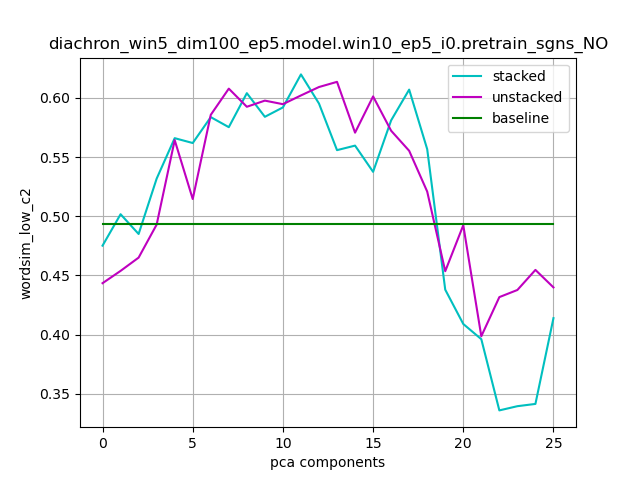 diachron_win5_dim100_ep5.model.win10_ep5_i0.pretrain_sgns_NO
stacked
unstacked
baseline
0.60
0.55
0.50
0.45
0.40
0.35
wordsim_low_c2
0 5 10 15 20 25
pca components